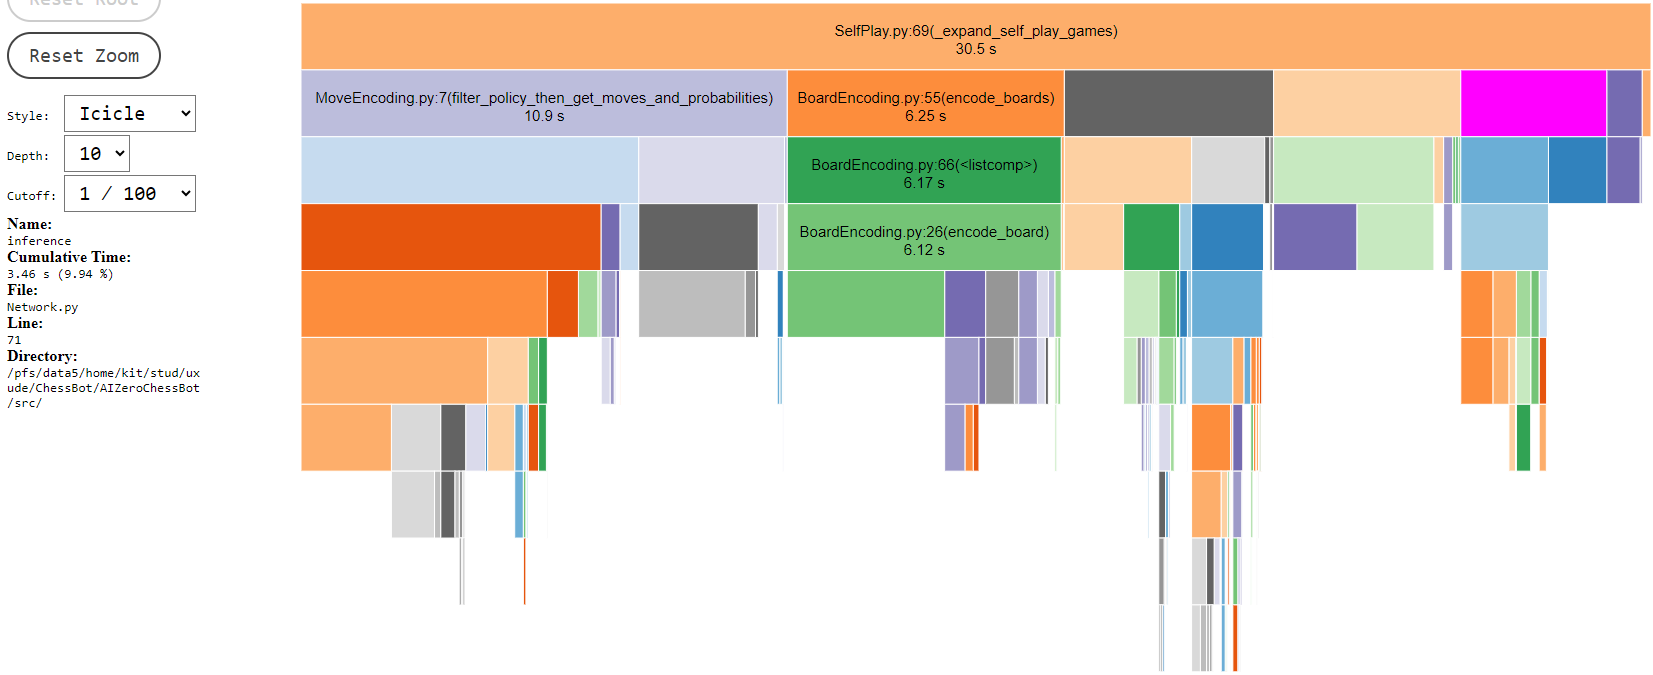 Reset Root
Reset Zoom
Style: Icicle
Depth: 10
Cutoff: 1 / 100
Name:
inference
Cumulative Time:
3.46 s (9.94 %)
File:
Network.py
Line:
71
Directory:
/pfs/data5/home/kit/stud/ux
ude/ChessBot/AIZeroChessBot
/src/
SelfPlay.py:69(_expand_self_play_games)
30.5 s
MoveEncoding.py:7(filter_policy_then_get_moves_and_probabilities)
10.9 s
BoardEncoding.py:55(encode_boards)
6.25 s
BoardEncoding.py:66(<listcomp>)
6.17 s
BoardEncoding.py:26(encode_board)
6.12 s